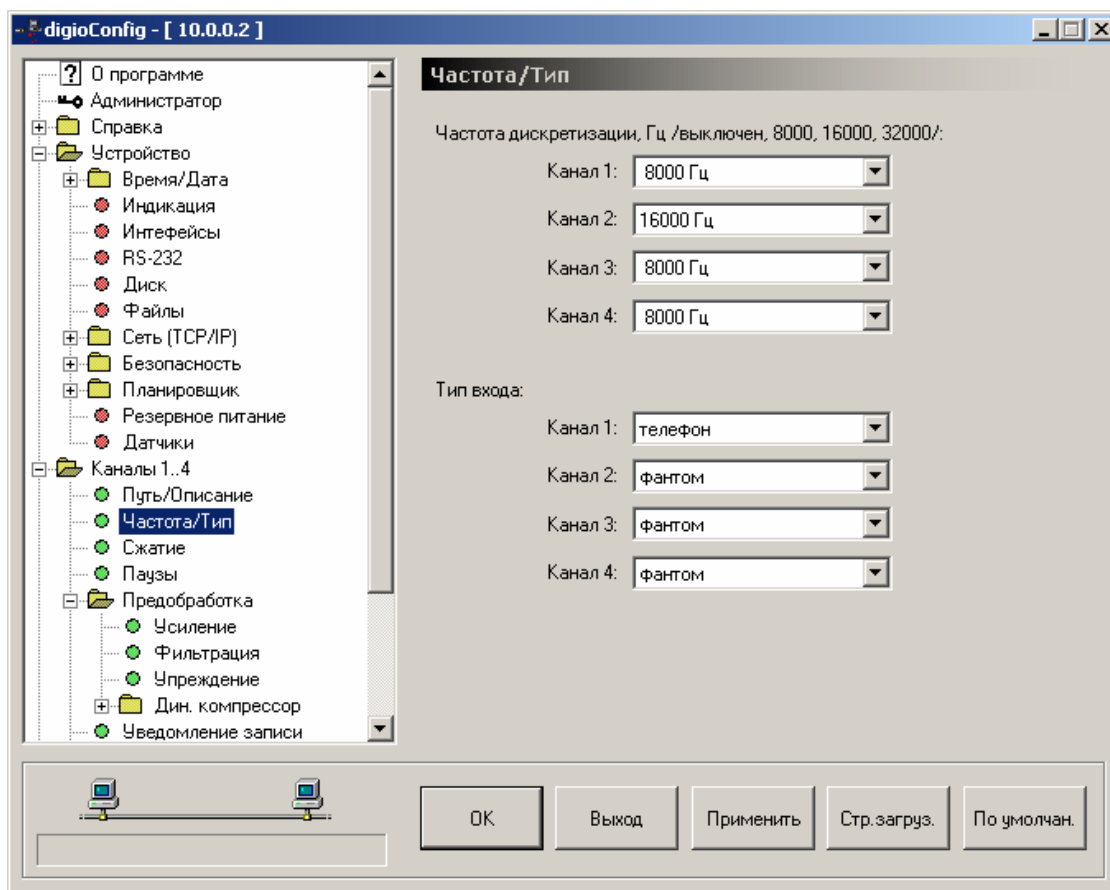 digioConfig - [ 10.0.0.2 ]
О программе
Администратор
Справка
Устройство
Время/Дата
Индикация
Интефейсы
RS-232
Диск
Файлы
Сеть (TCP/IP)
Безопасность
Планировщик
Резервное питание
Датчики
Каналы 1..4
Путь/Описание
Частота/Тип
Сжатие
Паузы
Предобработка
Усиление
Фильтрация
Упреждение
Дин. компрессор
Уведомление записи
Частота/Тип
Частота дискретизации, Гц /выключен, 8000, 16000, 32000/:
Канал 1: 8000 Гц
Канал 2: 16000 Гц
Канал 3: 8000 Гц
Канал 4: 8000 Гц
Тип входа:
Канал 1: телефон
Канал 2: фантом
Канал 3: фантом
Канал 4: фантом
OK Выход Применить Стр.загруз. По умолчан.